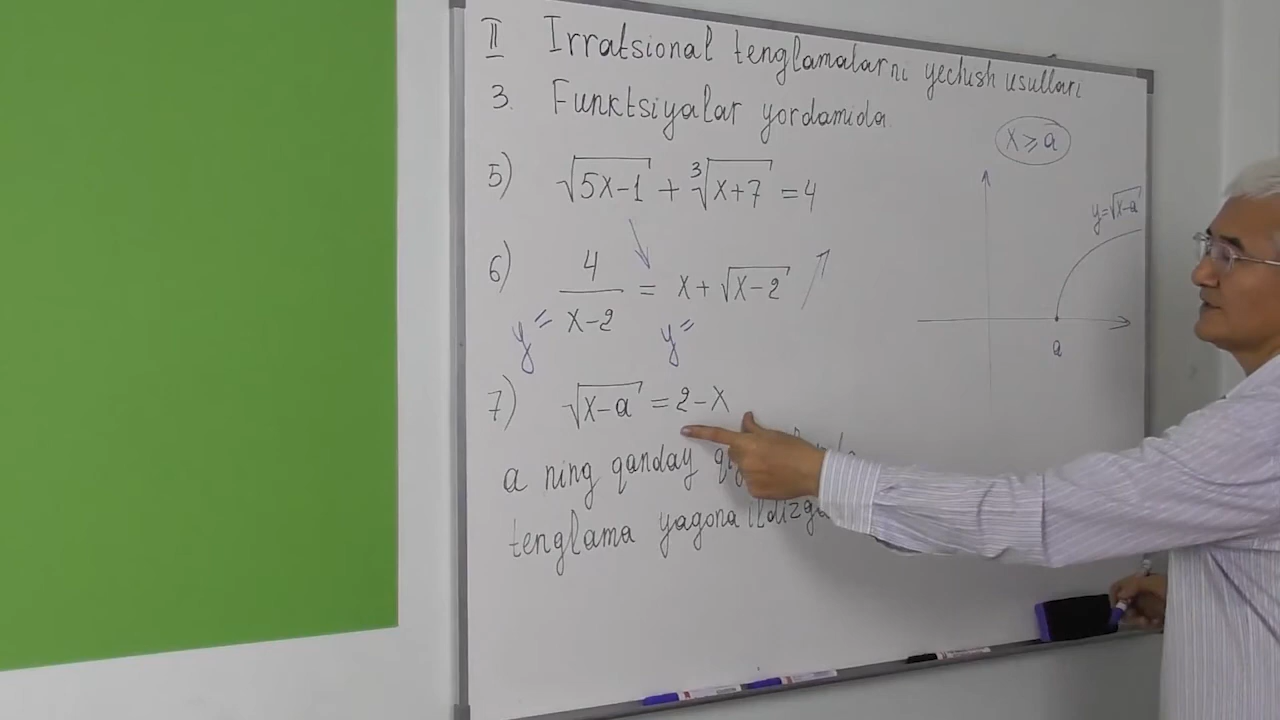 II Irratsional tenglamalarni yechish usullari
3. Funktsiyalar yordamida.
x ⩾ a
5) √(5x-1) + ∛(x+7) = 4
y=√(x-a)
6) 4/(x-2) = x + √(x-2)
y= y=
a
7) √(x-a) = 2-x
a ning qanday
tenglama yagona